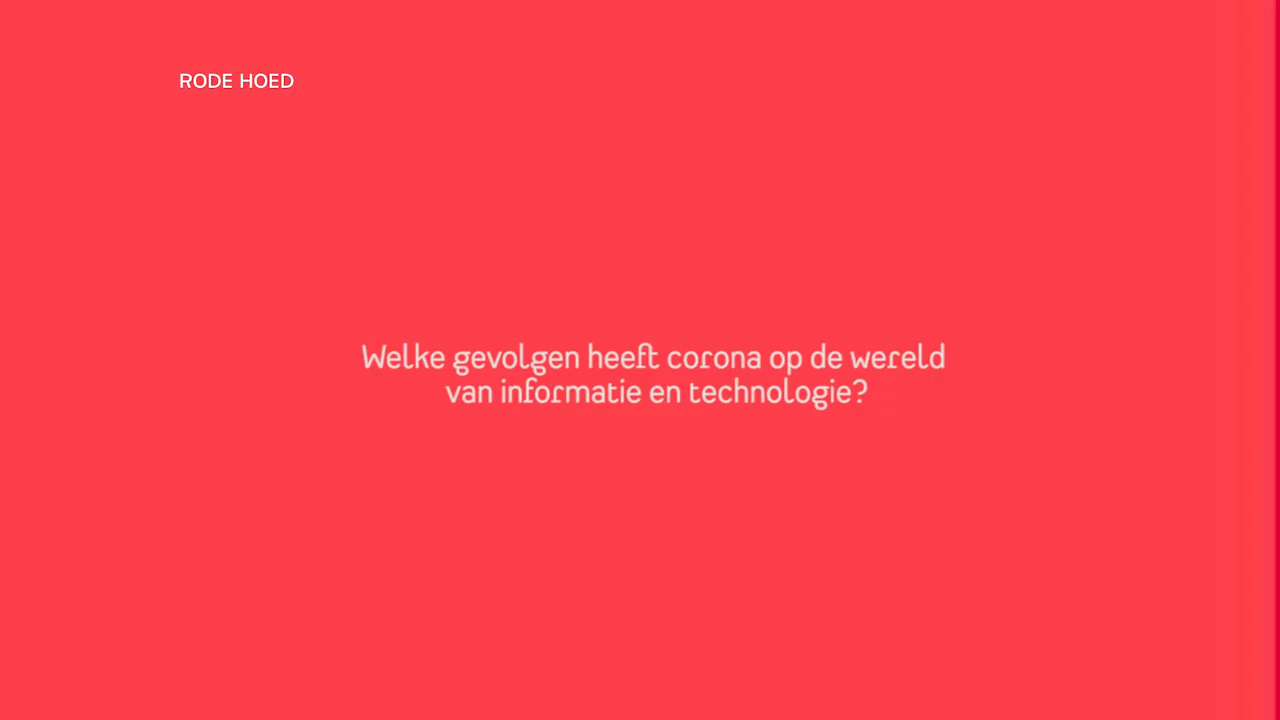 RODE HOED
Welke gevolgen heeft corona op de wereld
van informatie en technologie?